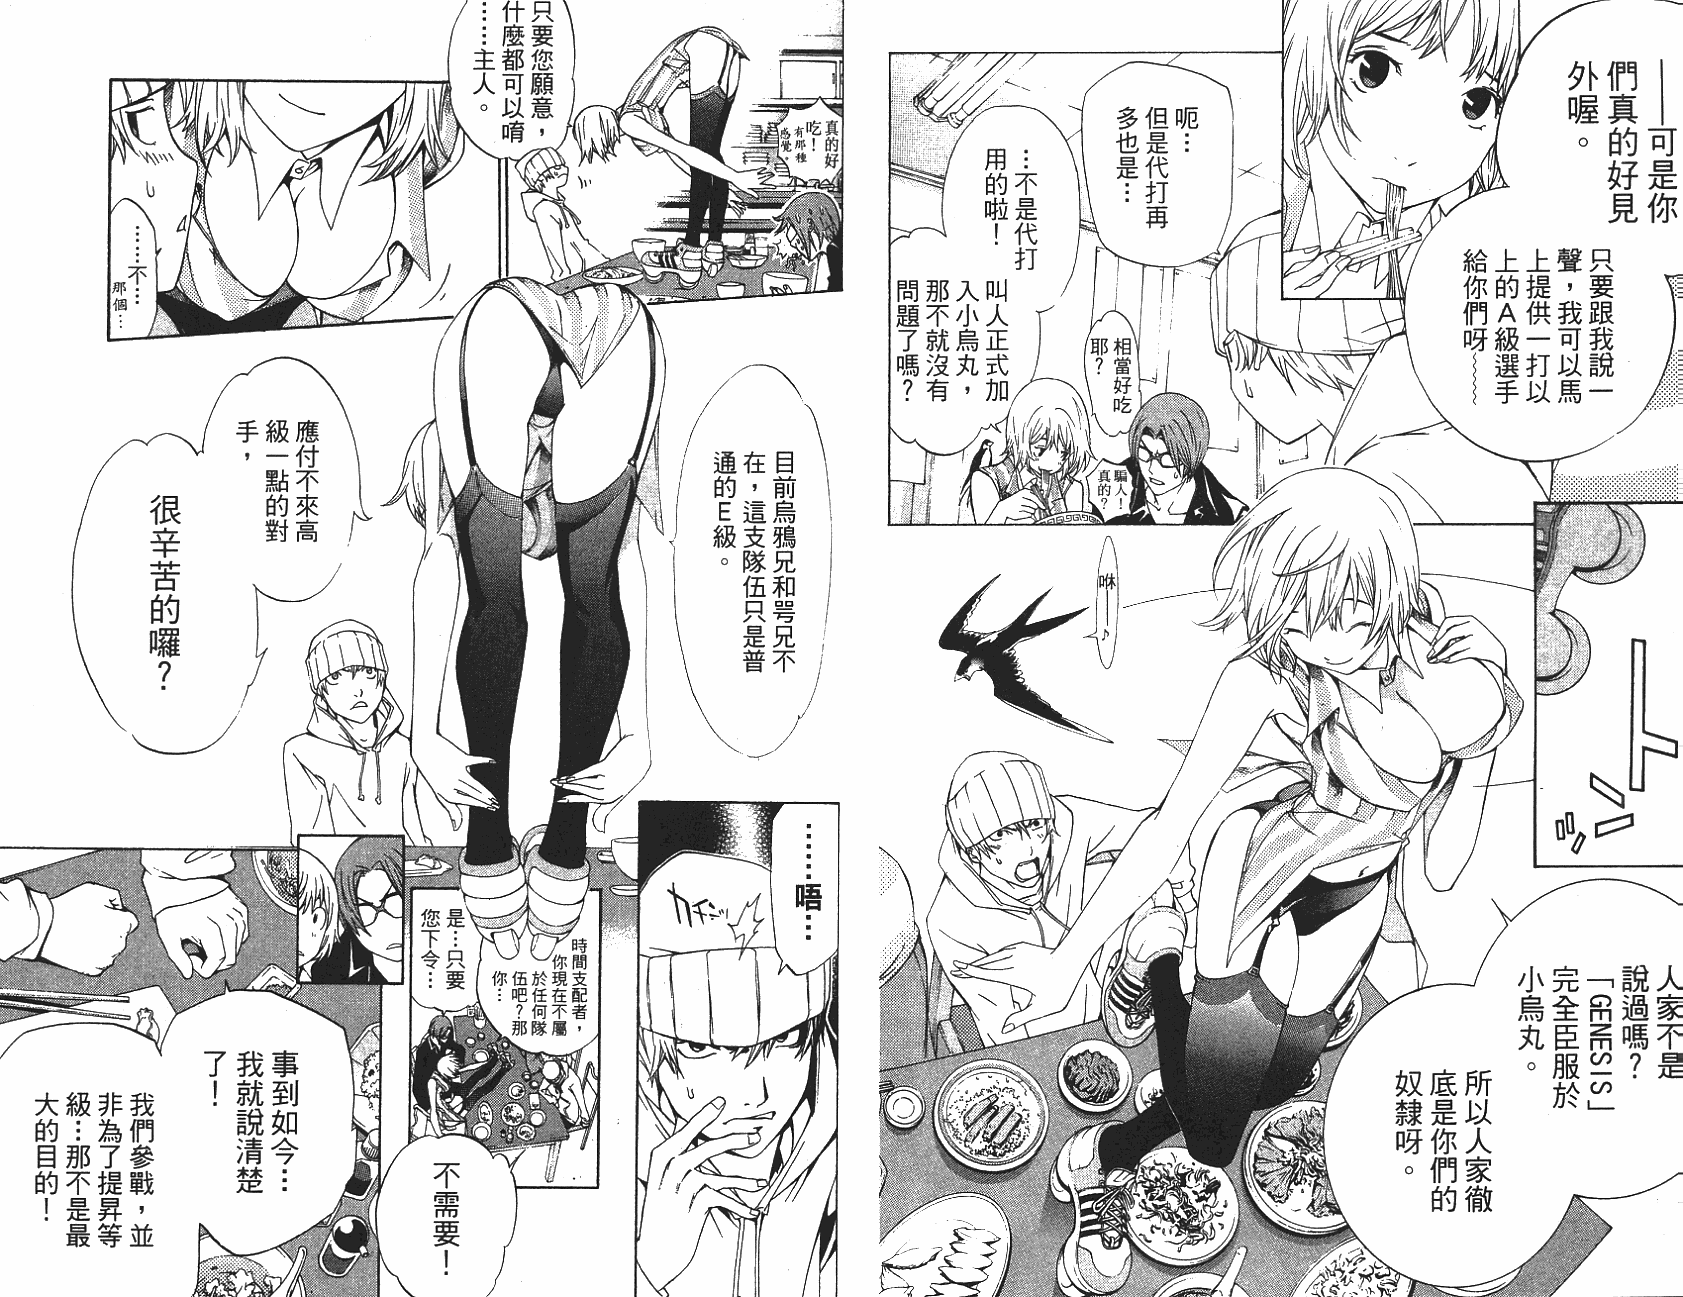 ──可是你
們真的好見
外喔。
只要跟我說一
聲，我可以馬
上提供一打以
上的A級選手
給你們呀～～～
呃…
但是代打再
多也是…
…不是代打
用的啦！
叫人正式加
入小烏丸，
那不就沒有
問題了嗎？
相當好吃
耶？
騙人！
真的？
咻
♪
ト
人家不是
說過嗎？
「GENESIS」
完全臣服於
小烏丸。
所以人家徹
底是你們的
奴隸呀。
真的好
吃！
有那種
感覺。
只要您願意，
什麼都可以唷
……主人。
……不…
那個…
目前烏鴉兄和咢兄不
在，這支隊伍只是普
通的E級。
應付不來高
級一點的對
手，
很辛苦的囉？
……唔…
時間支配者，
你現在不屬
於任何隊
伍吧？那
你…
是…只要
您下令…
不需要！
事到如今…
我就說清楚
了！
我們參戰，並
非為了提昇等
級…那不是最
大的目的！